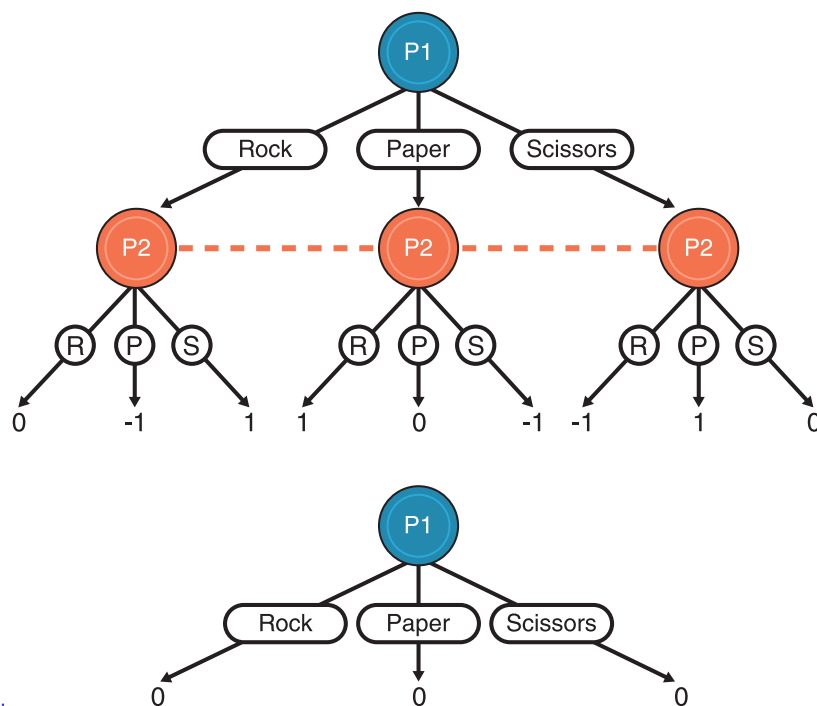 P1
Rock Paper Scissors
P2 P2 P2
R P S R P S R P S
0 -1 1 1 0 -1 -1 1 0
P1
Rock Paper Scissors
0 0 0